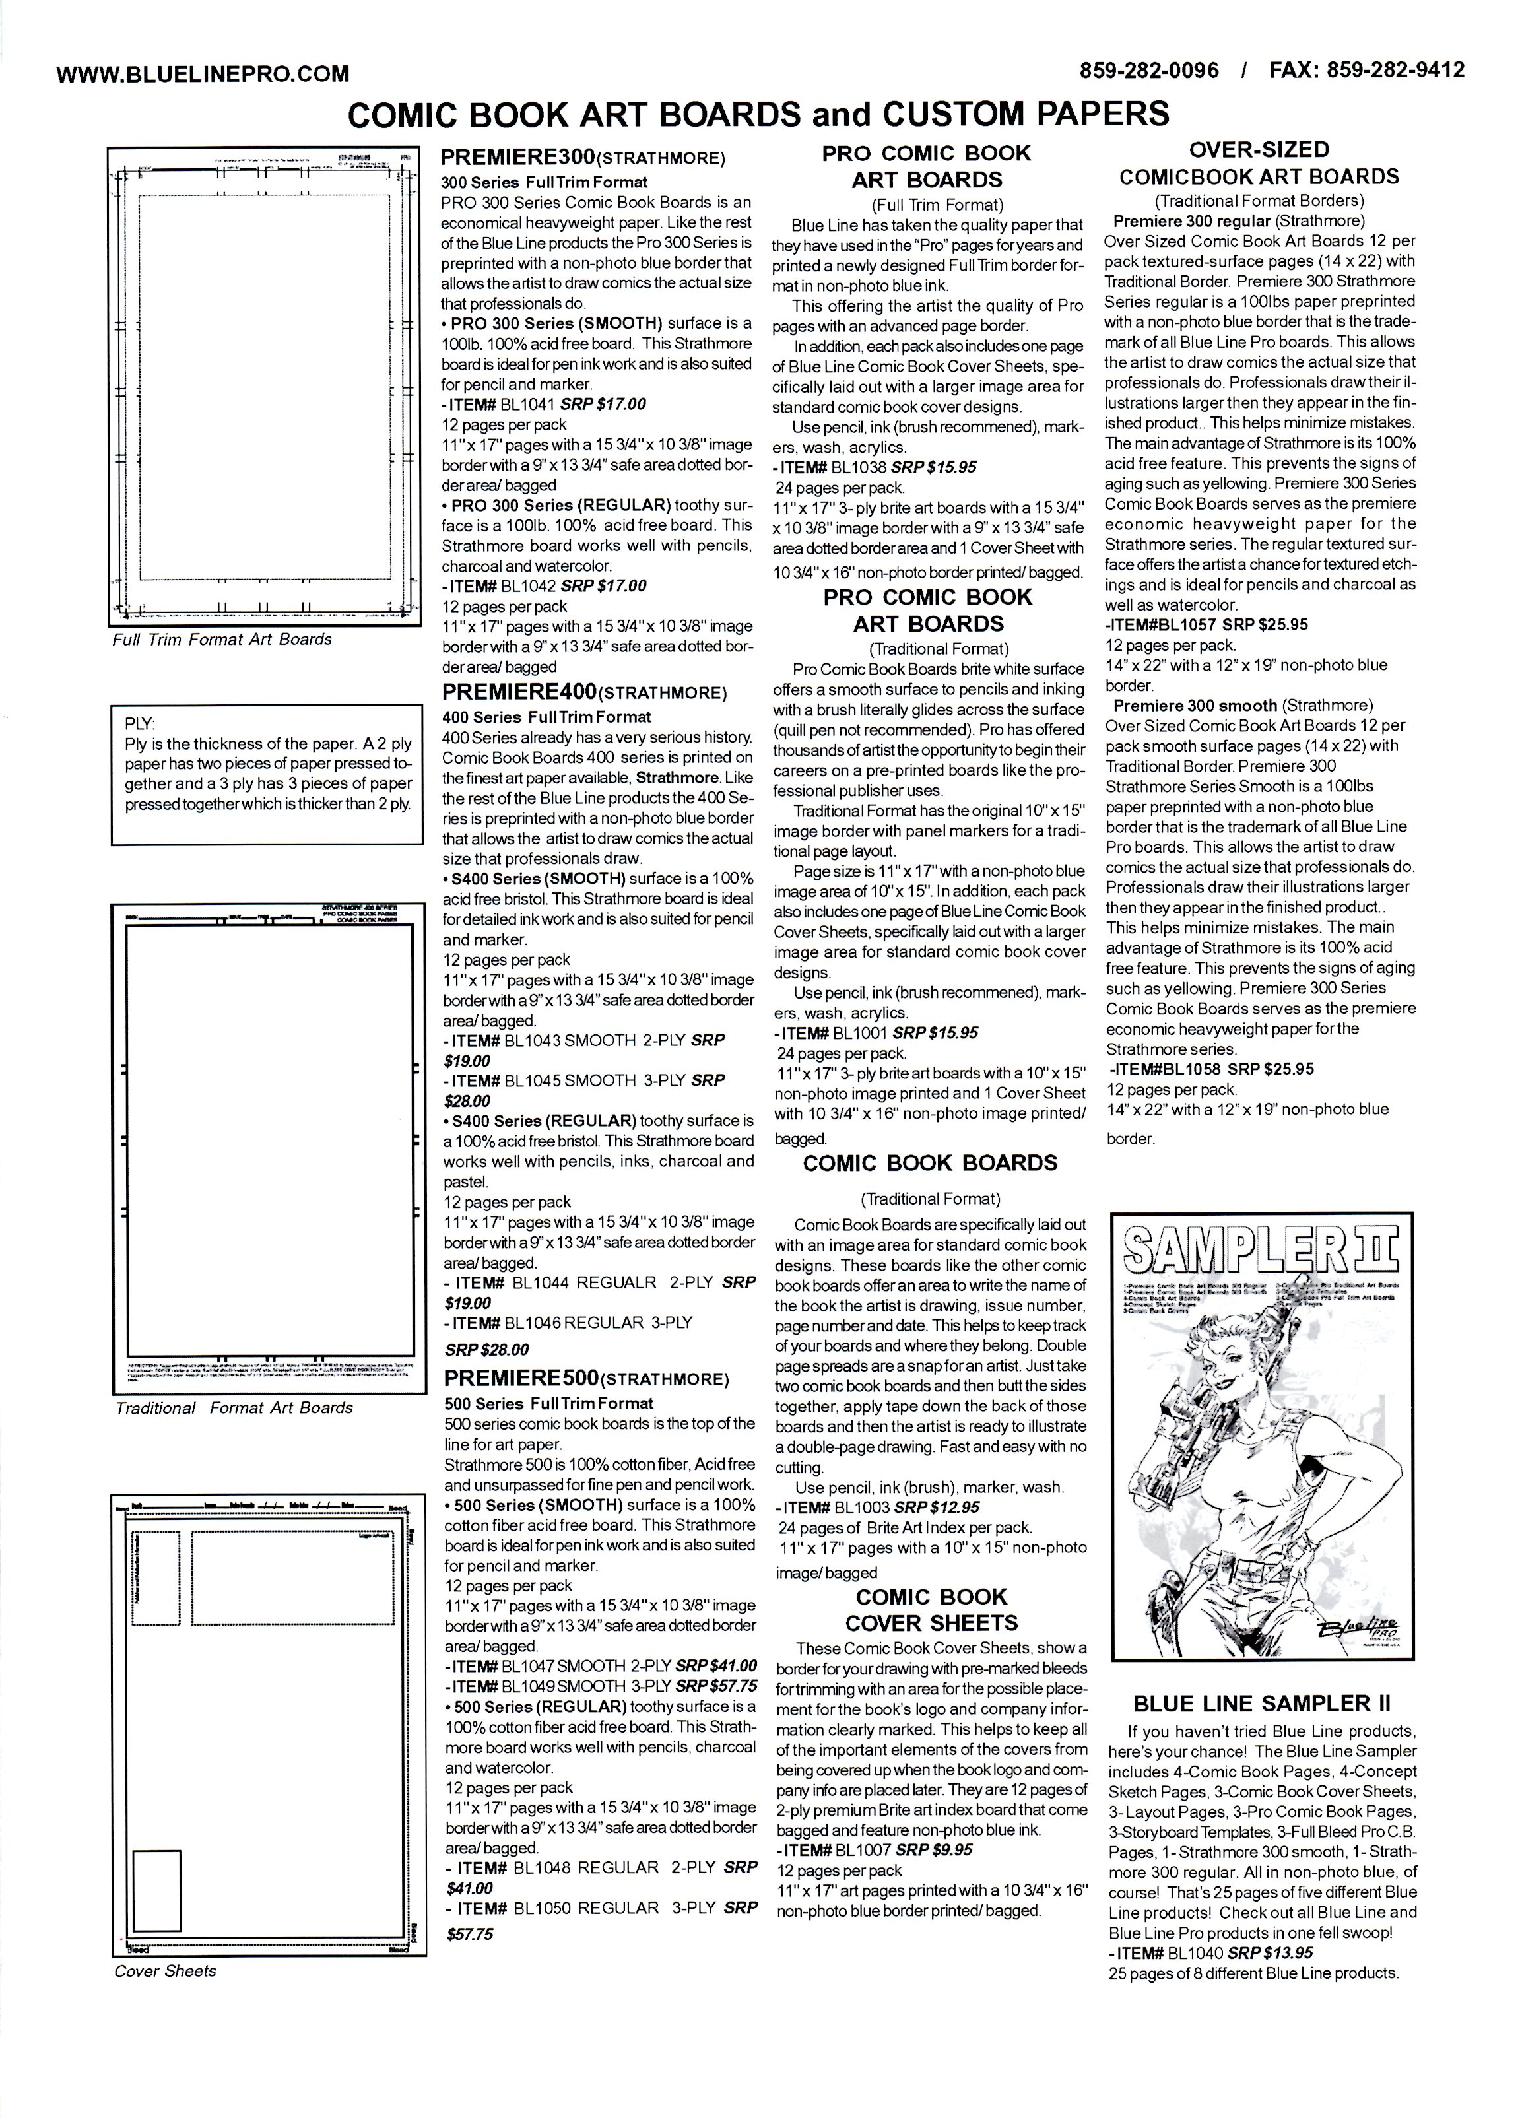 WWW.BLUELINEPRO.COM
859-282-0096 / FAX: 859-282-9412
COMIC BOOK ART BOARDS and CUSTOM PAPERS
Full Trim Format Art Boards
PLY:
Ply is the thickness of the paper. A 2 ply
paper has two pieces of paper pressed to-
gether and a 3 ply has 3 pieces of paper
pressed together which is thicker than 2 ply.
Traditional Format Art Boards
Bleed
Bleed
Bleed
Cover Sheets
PREMIERE300(STRATHMORE)
300 Series Full Trim Format
PRO 300 Series Comic Book Boards is an
economical heavyweight paper. Like the rest
of the Blue Line products the Pro 300 Series is
preprinted with a non-photo blue border that
allows the artist to draw comics the actual size
that professionals do.
• PRO 300 Series (SMOOTH) surface is a
100lb. 100% acid free board. This Strathmore
board is ideal for pen ink work and is also suited
for pencil and marker.
-ITEM# BL1041 SRP $17.00
12 pages per pack
11"x 17" pages with a 15 3/4"x 10 3/8" image
border with a 9" x 13 3/4" safe area dotted bor-
der area/ bagged
• PRO 300 Series (REGULAR) toothy sur-
face is a 100lb. 100% acid free board. This
Strathmore board works well with pencils,
charcoal and watercolor.
-ITEM# BL1042 SRP $17.00
12 pages per pack
11"x 17" pages with a 15 3/4"x 10 3/8" image
border with a 9" x 13 3/4" safe area dotted bor-
der area/ bagged
PREMIERE400(STRATHMORE)
400 Series Full Trim Format
400 Series already has a very serious history.
Comic Book Boards 400 series is printed on
the finest art paper available, Strathmore. Like
the rest of the Blue Line products the 400 Se-
ries is preprinted with a non-photo blue border
that allows the artist to draw comics the actual
size that professionals draw.
• S400 Series (SMOOTH) surface is a 100%
acid free bristol. This Strathmore board is ideal
for detailed ink work and is also suited for pencil
and marker.
12 pages per pack
11"x 17" pages with a 15 3/4"x 10 3/8" image
border with a 9"x 13 3/4" safe area dotted border
area/ bagged.
-ITEM# BL1043 SMOOTH 2-PLY SRP
$19.00
-ITEM# BL1045 SMOOTH 3-PLY SRP
$28.00
• S400 Series (REGULAR) toothy surface is
a 100% acid free bristol. This Strathmore board
works well with pencils, inks, charcoal and
pastel.
12 pages per pack
11"x 17" pages with a 15 3/4"x 10 3/8" image
border with a 9"x 13 3/4" safe area dotted border
area/ bagged.
- ITEM# BL1044 REGUALR 2-PLY SRP
$19.00
-ITEM# BL1046 REGULAR 3-PLY
SRP $28.00
PREMIERE500(STRATHMORE)
500 Series Full Trim Format
500 series comic book boards is the top of the
line for art paper.
Strathmore 500 is 100% cotton fiber, Acid free
and unsurpassed for fine pen and pencil work.
• 500 Series (SMOOTH) surface is a 100%
cotton fiber acid free board. This Strathmore
board is ideal for pen ink work and is also suited
for pencil and marker.
12 pages per pack
11"x 17" pages with a 15 3/4"x 10 3/8" image
border with a 9"x 13 3/4" safe area dotted border
area/ bagged.
-ITEM# BL1047 SMOOTH 2-PLY SRP $41.00
-ITEM# BL1049 SMOOTH 3-PLY SRP $57.75
• 500 Series (REGULAR) toothy surface is a
100% cotton fiber acid free board. This Strath-
more board works well with pencils, charcoal
and watercolor.
12 pages per pack
11"x 17" pages with a 15 3/4"x 10 3/8" image
border with a 9"x 13 3/4" safe area dotted border
area/ bagged.
- ITEM# BL1048 REGULAR 2-PLY SRP
$41.00
- ITEM# BL1050 REGULAR 3-PLY SRP
$57.75
PRO COMIC BOOK
ART BOARDS
(Full Trim Format)
Blue Line has taken the quality paper that
they have used in the "Pro" pages for years and
printed a newly designed Full Trim border for-
mat in non-photo blue ink.
This offering the artist the quality of Pro
pages with an advanced page border.
In addition, each pack also includes one page
of Blue Line Comic Book Cover Sheets, spe-
cifically laid out with a larger image area for
standard comic book cover designs.
Use pencil, ink (brush recommened), mark-
ers, wash, acrylics.
-ITEM# BL1038 SRP $15.95
24 pages per pack.
11" x 17" 3-ply brite art boards with a 15 3/4"
x 10 3/8" image border with a 9" x 13 3/4" safe
area dotted border area and 1 Cover Sheet with
10 3/4" x 16" non-photo border printed/ bagged.
PRO COMIC BOOK
ART BOARDS
(Traditional Format)
Pro Comic Book Boards brite white surface
offers a smooth surface to pencils and inking
with a brush literally glides across the surface
(quill pen not recommended). Pro has offered
thousands of artist the opportunity to begin their
careers on a pre-printed boards like the pro-
fessional publisher uses.
Traditional Format has the original 10" x 15"
image border with panel markers for a tradi-
tional page layout.
Page size is 11" x 17" with a non-photo blue
image area of 10"x 15". In addition, each pack
also includes one page of Blue Line Comic Book
Cover Sheets, specifically laid out with a larger
image area for standard comic book cover
designs.
Use pencil, ink (brush recommened), mark-
ers, wash, acrylics.
-ITEM# BL1001 SRP $15.95
24 pages per pack.
11" x 17" 3-ply brite art boards with a 10" x 15"
non-photo image printed and 1 Cover Sheet
with 10 3/4" x 16" non-photo image printed/
bagged.
COMIC BOOK BOARDS
(Traditional Format)
Comic Book Boards are specifically laid out
with an image area for standard comic book
designs. These boards like the other comic
book boards offer an area to write the name of
the book the artist is drawing, issue number,
page number and date. This helps to keep track
of your boards and where they belong. Double
page spreads are a snap for an artist. Just take
two comic book boards and then butt the sides
together, apply tape down the back of those
boards and then the artist is ready to illustrate
a double-page drawing. Fast and easy with no
cutting.
Use pencil, ink (brush), marker, wash.
-ITEM# BL1003 SRP $12.95
24 pages of Brite Art Index per pack.
11" x 17" pages with a 10" x 15" non-photo
image/ bagged
COMIC BOOK
COVER SHEETS
These Comic Book Cover Sheets, show a
border for your drawing with pre-marked bleeds
for trimming with an area for the possible place-
ment for the book's logo and company infor-
mation clearly marked. This helps to keep all
of the important elements of the covers from
being covered up when the book logo and com-
pany info are placed later. They are 12 pages of
2-ply premium Brite art index board that come
bagged and feature non-photo blue ink.
-ITEM# BL1007 SRP $9.95
12 pages per pack
11" x 17" art pages printed with a 10 3/4" x 16"
non-photo blue border printed/ bagged.
OVER-SIZED
COMICBOOK ART BOARDS
(Traditional Format Borders)
Premiere 300 regular (Strathmore)
Over Sized Comic Book Art Boards 12 per
pack textured-surface pages (14 x 22) with
Traditional Border. Premiere 300 Strathmore
Series regular is a 100lbs paper preprinted
with a non-photo blue border that is the trade-
mark of all Blue Line Pro boards. This allows
the artist to draw comics the actual size that
professionals do. Professionals draw their il-
lustrations larger then they appear in the fin-
ished product.. This helps minimize mistakes.
The main advantage of Strathmore is its 100%
acid free feature. This prevents the signs of
aging such as yellowing. Premiere 300 Series
Comic Book Boards serves as the premiere
economic heavyweight paper for the
Strathmore series. The regular textured sur-
face offers the artist a chance for textured etch-
ings and is ideal for pencils and charcoal as
well as watercolor.
-ITEM#BL1057 SRP $25.95
12 pages per pack.
14" x 22" with a 12" x 19" non-photo blue
border.
Premiere 300 smooth (Strathmore)
Over Sized Comic Book Art Boards 12 per
pack smooth surface pages (14 x 22) with
Traditional Border. Premiere 300
Strathmore Series Smooth is a 100lbs
paper preprinted with a non-photo blue
border that is the trademark of all Blue Line
Pro boards. This allows the artist to draw
comics the actual size that professionals do.
Professionals draw their illustrations larger
then they appear in the finished product..
This helps minimize mistakes. The main
advantage of Strathmore is its 100% acid
free feature. This prevents the signs of aging
such as yellowing. Premiere 300 Series
Comic Book Boards serves as the premiere
economic heavyweight paper for the
Strathmore series.
-ITEM#BL1058 SRP $25.95
12 pages per pack.
14" x 22" with a 12" x 19" non-photo blue
border.
SAMPLER II
Blue line
PRO
BLUE LINE SAMPLER II
If you haven't tried Blue Line products,
here's your chance! The Blue Line Sampler
includes 4-Comic Book Pages, 4-Concept
Sketch Pages, 3-Comic Book Cover Sheets,
3-Layout Pages, 3-Pro Comic Book Pages,
3-Storyboard Templates, 3-Full Bleed Pro C.B.
Pages, 1-Strathmore 300 smooth, 1-Strath-
more 300 regular. All in non-photo blue, of
course! That's 25 pages of five different Blue
Line products! Check out all Blue Line and
Blue Line Pro products in one fell swoop!
-ITEM# BL1040 SRP $13.95
25 pages of 8 different Blue Line products.